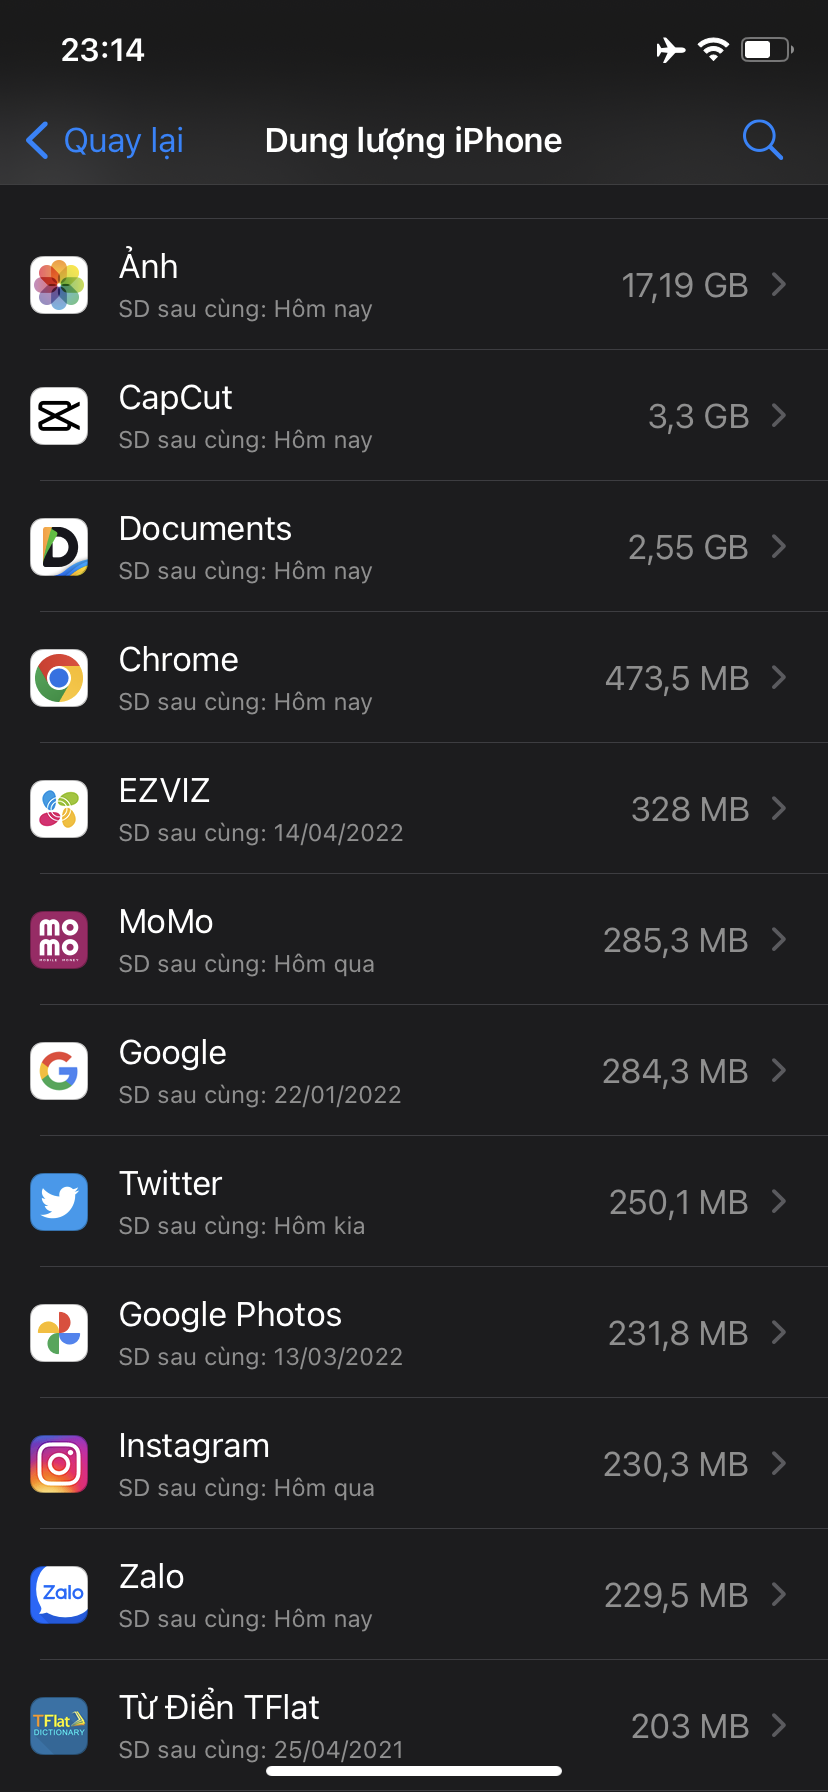 23:14
Quay lại
Dung lượng iPhone
Ảnh
SD sau cùng: Hôm nay
17,19 GB
CapCut
SD sau cùng: Hôm nay
3,3 GB
Documents
SD sau cùng: Hôm nay
2,55 GB
Chrome
SD sau cùng: Hôm nay
473,5 MB
EZVIZ
SD sau cùng: 14/04/2022
328 MB
mo
mo
MOBILE MONEY
MoMo
SD sau cùng: Hôm qua
285,3 MB
Google
SD sau cùng: 22/01/2022
284,3 MB
Twitter
SD sau cùng: Hôm kia
250,1 MB
Google Photos
SD sau cùng: 13/03/2022
231,8 MB
Instagram
SD sau cùng: Hôm qua
230,3 MB
Zalo
Zalo
SD sau cùng: Hôm nay
229,5 MB
TFlat
DICTIONARY
Từ Điển TFlat
SD sau cùng: 25/04/2021
203 MB